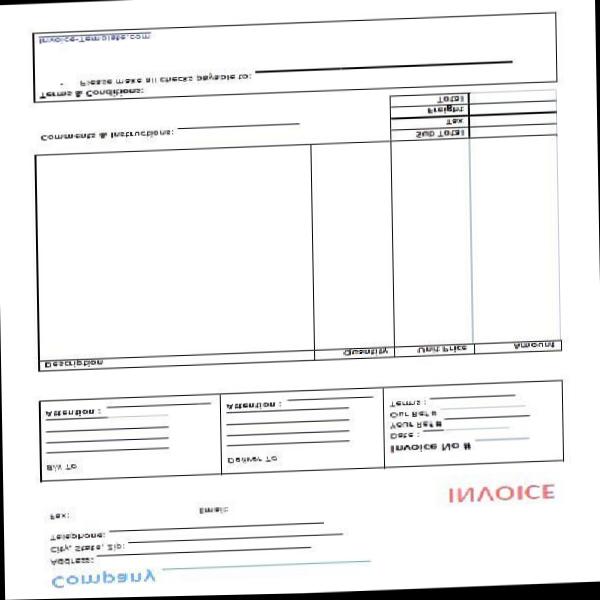 Company
Address:
City, State, Zip:
Telephone:
Fax: Email:
INVOICE
Bill To
Attention :
Deliver To
Attention :
Invoice No #
Date :
Your Ref #
Our Ref #
Terms :
Description Quantity Unit Price Amount
Sub Total
Tax
Freight
Total
Comments & Instructions:
Terms & Conditions:
Please make all checks payable to:
Invoice-Template.com